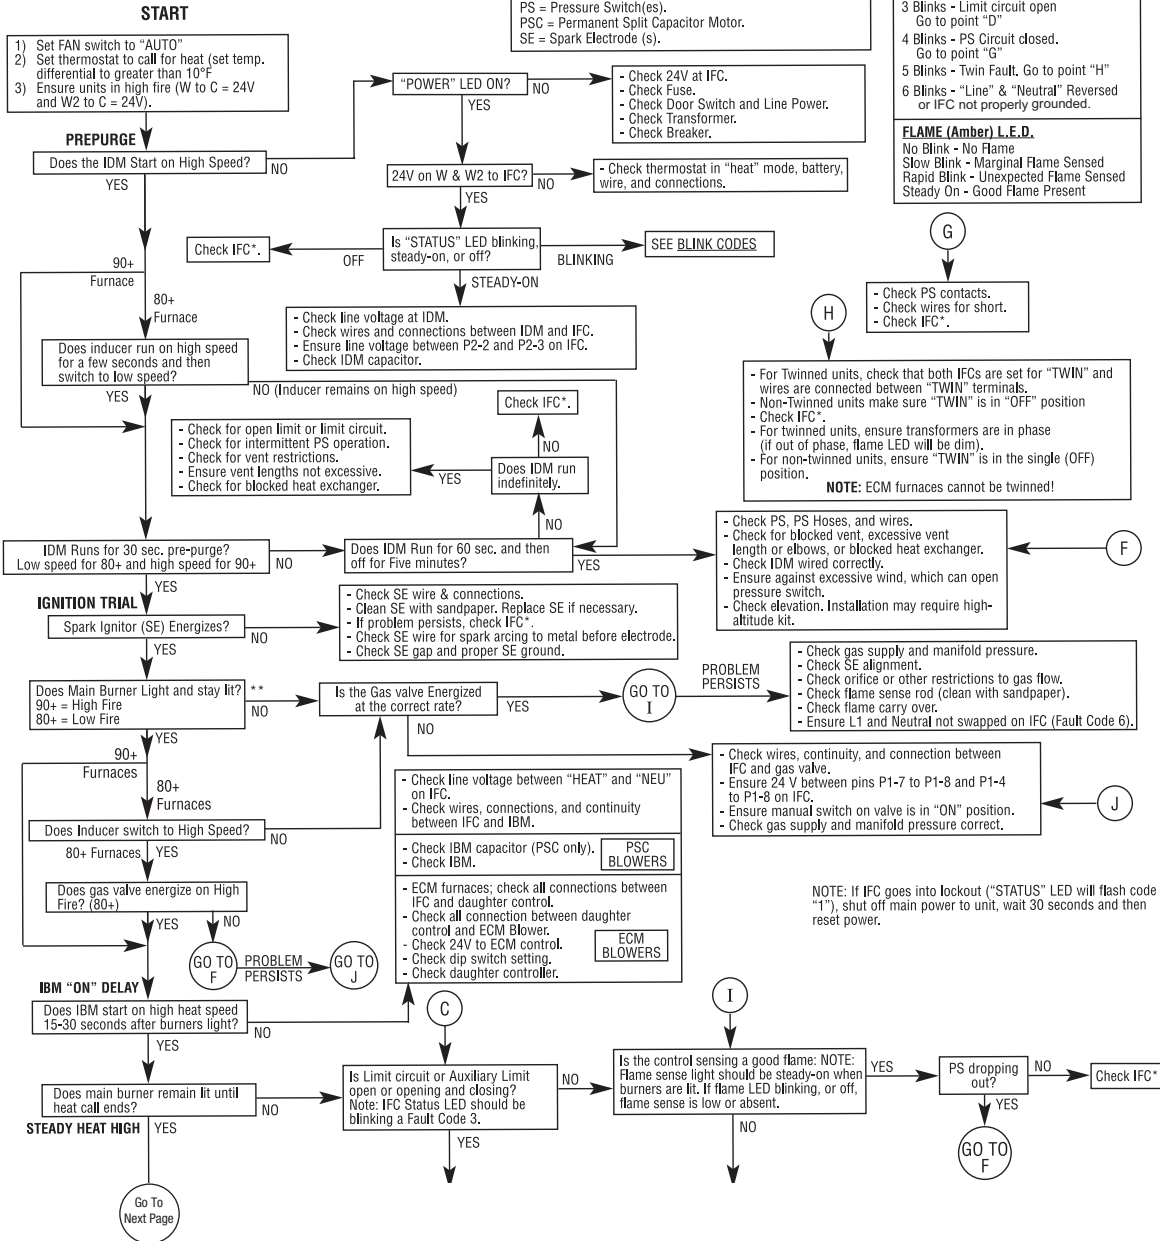 START
1) Set FAN switch to “AUTO”
2) Set thermostat to call for heat (set temp.
differential to greater than 10°F
3) Ensure units in high fire (W to C = 24V
and W2 to C = 24V).
PS = Pressure Switch(es).
PSC = Permanent Split Capacitor Motor.
SE = Spark Electrode (s).
3 Blinks - Limit circuit open
Go to point “D”
4 Blinks - PS Circuit closed.
Go to point “G”
5 Blinks - Twin Fault. Go to point “H”
6 Blinks - “Line” & “Neutral” Reversed
or IFC not properly grounded.
FLAME (Amber) L.E.D.
No Blink - No Flame
Slow Blink - Marginal Flame Sensed
Rapid Blink - Unexpected Flame Sensed
Steady On - Good Flame Present
PREPURGE
Does the IDM Start on High Speed?
NO
YES
“POWER” LED ON?
NO
YES
- Check 24V at IFC.
- Check Fuse.
- Check Door Switch and Line Power.
- Check Transformer.
- Check Breaker.
24V on W & W2 to IFC?
NO
YES
- Check thermostat in “heat” mode, battery,
wire, and connections.
Check IFC*.
OFF
Is “STATUS” LED blinking,
steady-on, or off?
BLINKING
SEE BLINK CODES
STEADY-ON
- Check line voltage at IDM.
- Check wires and connections between IDM and IFC.
- Ensure line voltage between P2-2 and P2-3 on IFC.
- Check IDM capacitor.
G
- Check PS contacts.
- Check wires for short.
- Check IFC*.
H
- For Twinned units, check that both IFCs are set for “TWIN” and
wires are connected between “TWIN” terminals.
- Non-Twinned units make sure “TWIN” is in “OFF” position
- Check IFC*.
- For twinned units, ensure transformers are in phase
(if out of phase, flame LED will be dim).
- For non-twinned units, ensure “TWIN” is in the single (OFF)
position.
NOTE: ECM furnaces cannot be twinned!
90+
Furnace
80+
Furnace
Does inducer run on high speed
for a few seconds and then
switch to low speed?
NO (Inducer remains on high speed)
YES
Check IFC*.
NO
- Check for open limit or limit circuit.
- Check for intermittent PS operation.
- Check for vent restrictions.
- Ensure vent lengths not excessive.
- Check for blocked heat exchanger.
YES
Does IDM run
indefinitely.
NO
IDM Runs for 30 sec. pre-purge?
Low speed for 80+ and high speed for 90+
NO
YES
Does IDM Run for 60 sec. and then
off for Five minutes?
YES
- Check PS, PS Hoses, and wires.
- Check for blocked vent, excessive vent
length or elbows, or blocked heat exchanger.
- Check IDM wired correctly.
- Ensure against excessive wind, which can open
pressure switch.
- Check elevation. Installation may require high-
altitude kit.
F
IGNITION TRIAL
Spark Ignitor (SE) Energizes?
NO
YES
- Check SE wire & connections.
- Clean SE with sandpaper. Replace SE if necessary.
- If problem persists, check IFC*.
- Check SE wire for spark arcing to metal before electrode.
- Check SE gap and proper SE ground.
Does Main Burner Light and stay lit?
90+ = High Fire
80+ = Low Fire
**
NO
YES
Is the Gas valve Energized
at the correct rate?
YES
NO
GO TO
I
PROBLEM
PERSISTS
- Check gas supply and manifold pressure.
- Check SE alignment.
- Check orifice or other restrictions to gas flow.
- Check flame sense rod (clean with sandpaper).
- Check flame carry over.
- Ensure L1 and Neutral not swapped on IFC (Fault Code 6).
- Check wires, continuity, and connection between
IFC and gas valve.
- Ensure 24 V between pins P1-7 to P1-8 and P1-4
to P1-8 on IFC.
- Ensure manual switch on valve is in “ON” position.
- Check gas supply and manifold pressure correct.
J
90+
Furnaces
80+
Furnaces
Does Inducer switch to High Speed?
NO
80+ Furnaces YES
Does gas valve energize on High
Fire? (80+)
NO
YES
GO TO
F
PROBLEM
PERSISTS
GO TO
J
- Check line voltage between “HEAT” and “NEU”
on IFC.
- Check wires, connections, and continuity
between IFC and IBM.
- Check IBM capacitor (PSC only).
- Check IBM.
PSC
BLOWERS
- ECM furnaces; check all connections between
IFC and daughter control.
- Check all connection between daughter
control and ECM Blower.
- Check 24V to ECM control.
- Check dip switch setting.
- Check daughter controller.
ECM
BLOWERS
NOTE: If IFC goes into lockout (“STATUS” LED will flash code
“1”), shut off main power to unit, wait 30 seconds and then
reset power.
IBM “ON” DELAY
Does IBM start on high heat speed
15-30 seconds after burners light?
NO
YES
C
I
Does main burner remain lit until
heat call ends?
NO
STEADY HEAT HIGH YES
Is Limit circuit or Auxiliary Limit
open or opening and closing?
Note: IFC Status LED should be
blinking a Fault Code 3.
NO
YES
Is the control sensing a good flame: NOTE:
Flame sense light should be steady-on when
burners are lit. If flame LED blinking, or off,
flame sense is low or absent.
YES
NO
PS dropping
out?
NO
YES
Check IFC*
GO TO
F
Go To
Next Page